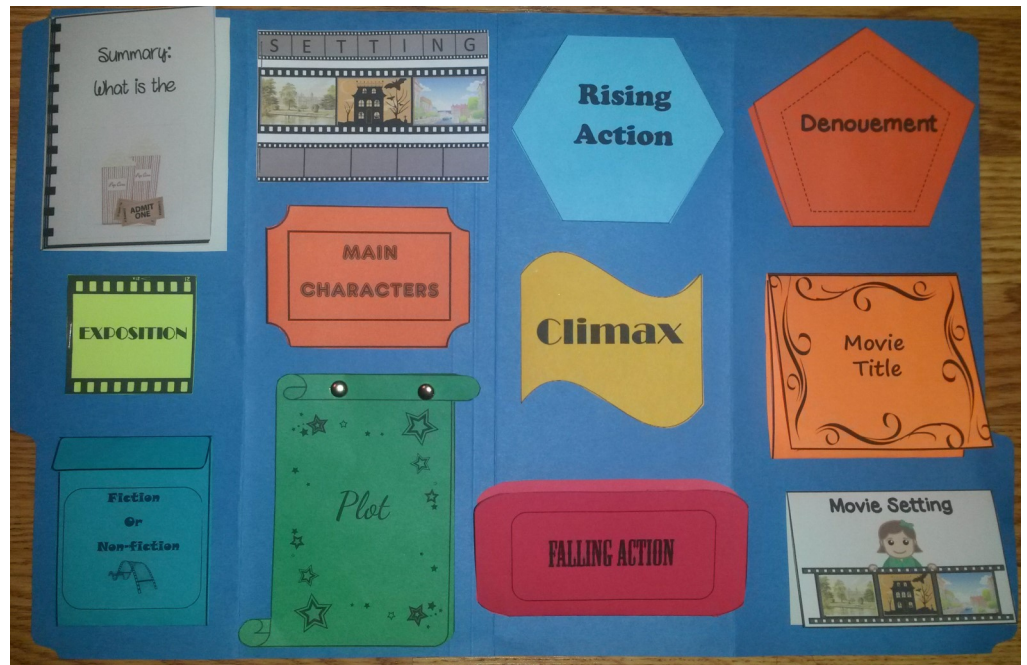 Summary:
What is the
ADMIT
ONE
SETTING
Rising
Action
Denouement
EXPOSITION
MAIN
CHARACTERS
Climax
Movie
Title
Fiction
Or
Non-fiction
Plot
FALLING ACTION
Movie Setting